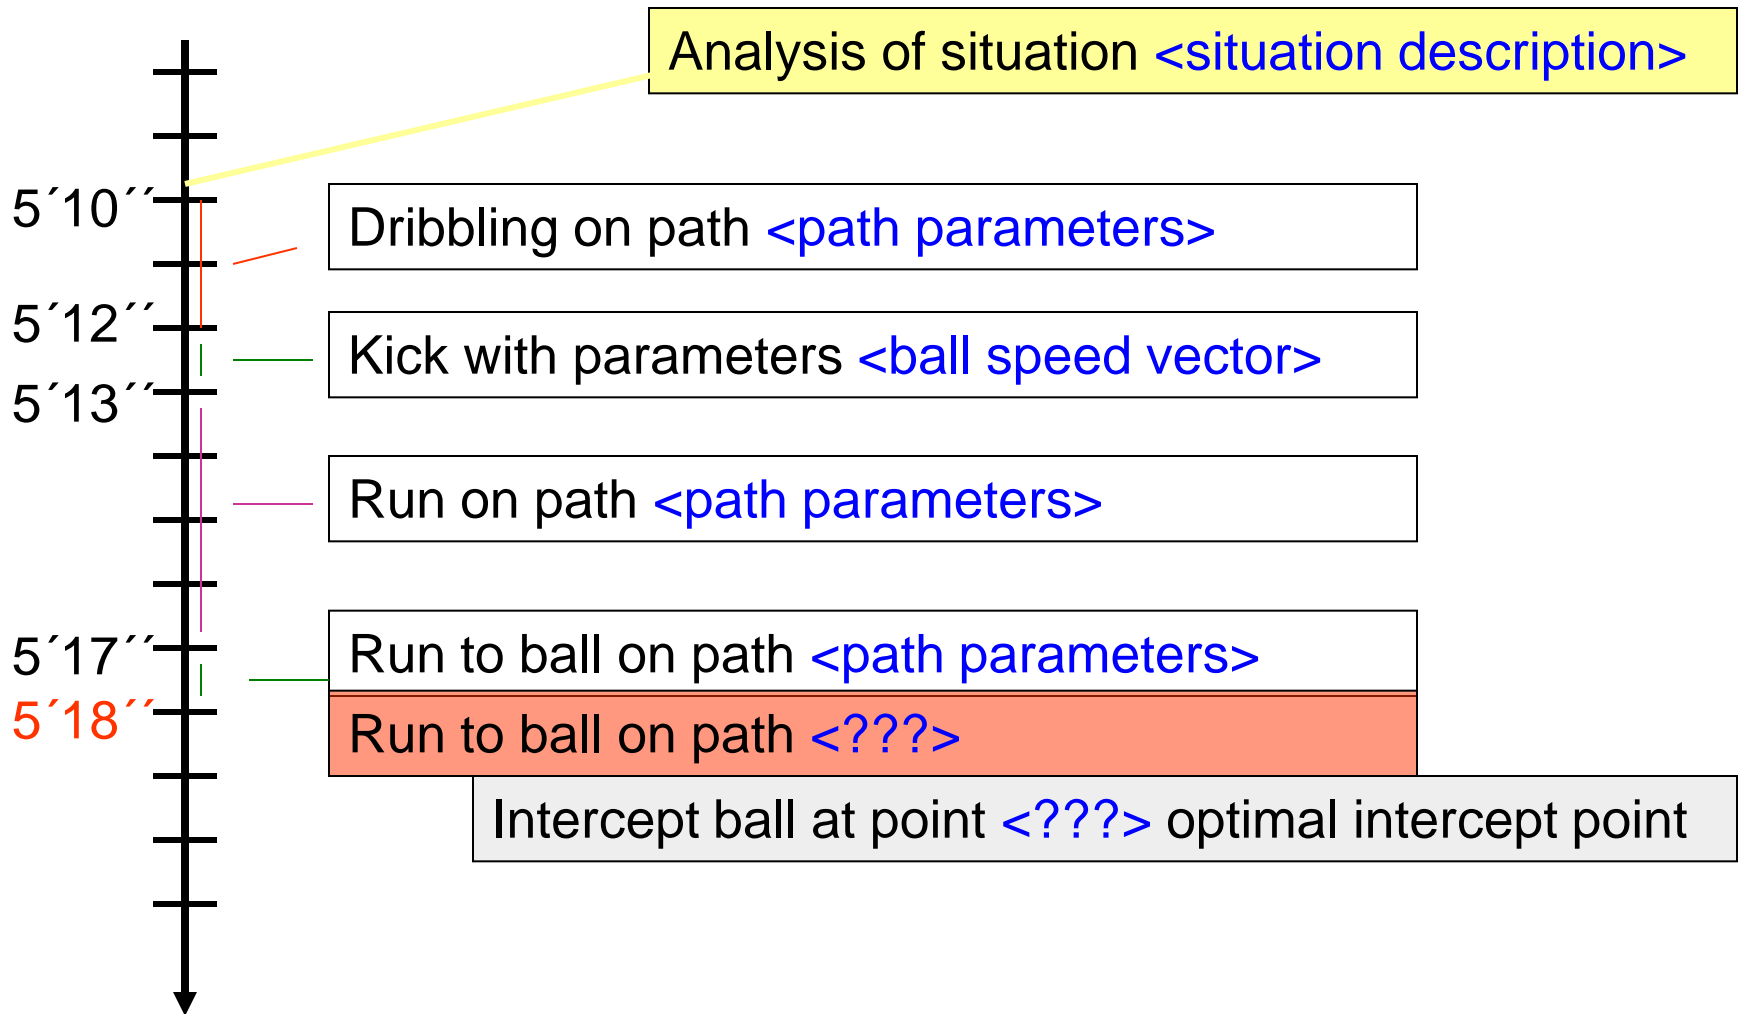 Analysis of situation <situation description>
5´10´´
Dribbling on path <path parameters>
5´12´´
Kick with parameters <ball speed vector>
5´13´´
Run on path <path parameters>
5´17´´
Run to ball on path <path parameters>
5´18´´
Run to ball on path <???>
Intercept ball at point <???> optimal intercept point